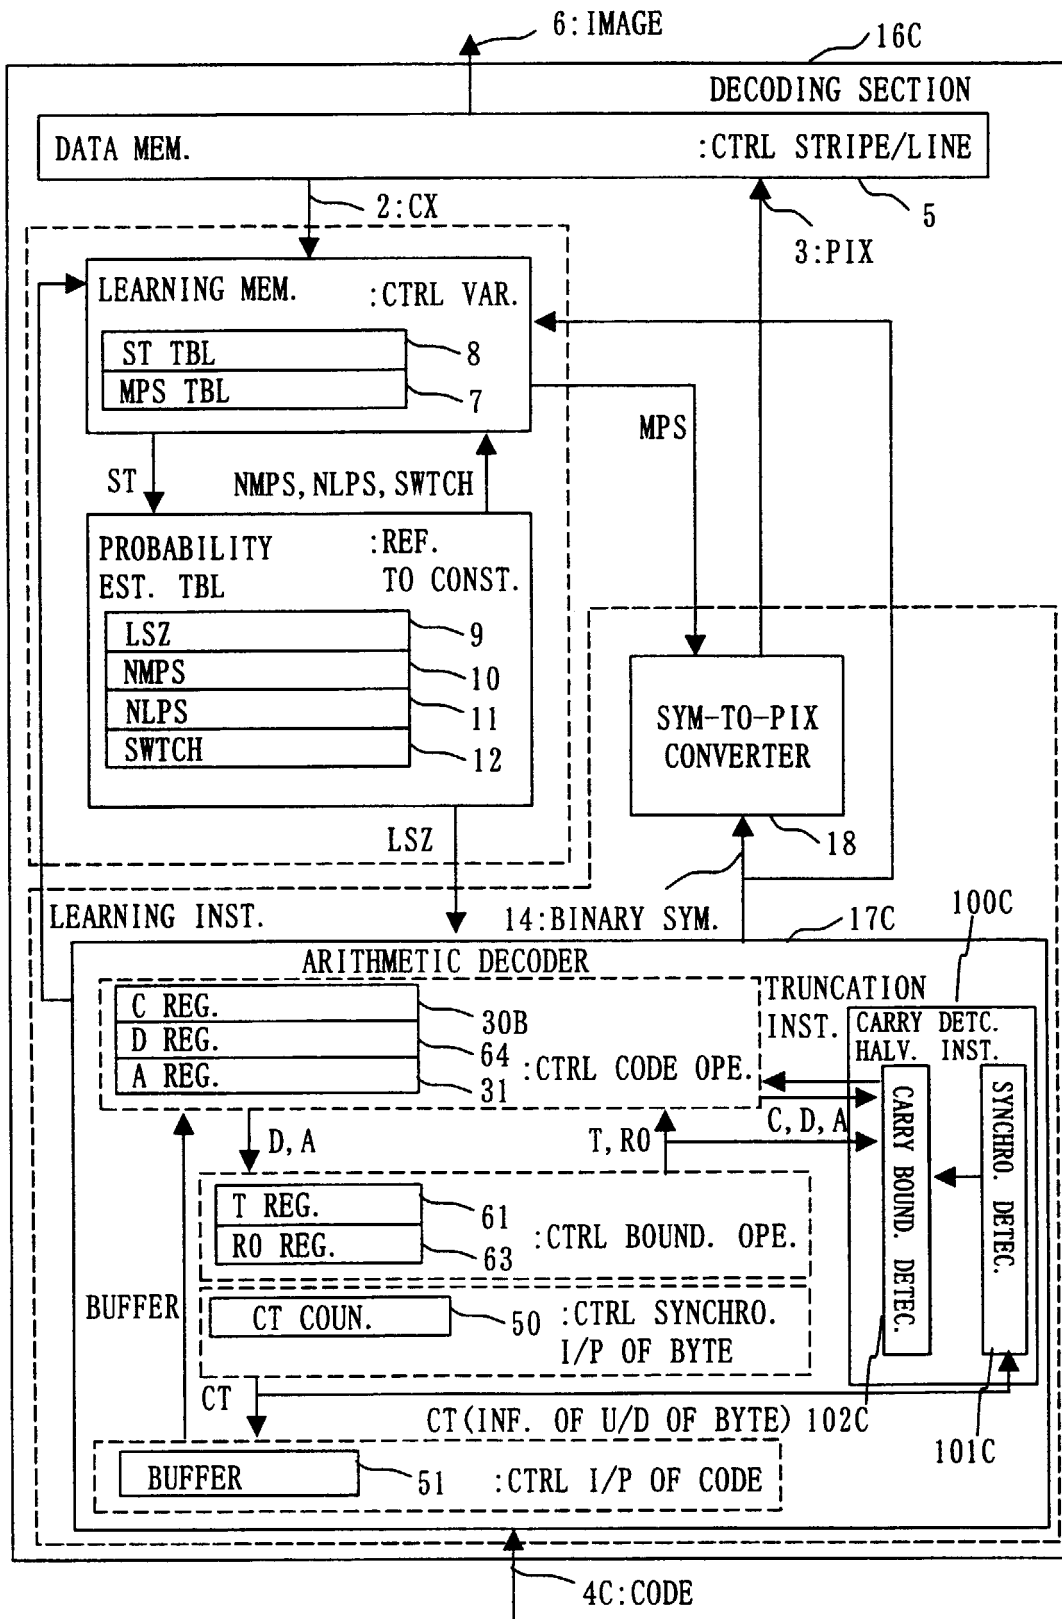 6:IMAGE
16C
DECODING SECTION
DATA MEM. :CTRL STRIPE/LINE
2:CX
5
3:PIX
LEARNING MEM. :CTRL VAR.
ST TBL
8
MPS TBL
7
MPS
ST
NMPS, NLPS, SWTCH
PROBABILITY EST. TBL
:REF. TO CONST.
LSZ
9
NMPS
10
NLPS
11
SWTCH
12
SYM-TO-PIX
CONVERTER
18
LSZ
LEARNING INST.
14:BINARY SYM.
17C
100C
ARITHMETIC DECODER
TRUNCATION
INST.
C REG.
30B
D REG.
64
A REG.
31
:CTRL CODE OPE.
CARRY DETC.
HALV. INST.
CARRY BOUND. DETEC.
SYNCHRO. DETEC.
C, D, A
D, A
T, R0
T REG.
61
R0 REG.
63
:CTRL BOUND. OPE.
BUFFER
CT COUN.
50
:CTRL SYNCHRO.
I/P OF BYTE
CT
CT(INF. OF U/D OF BYTE)
102C
101C
BUFFER
51
:CTRL I/P OF CODE
4C:CODE